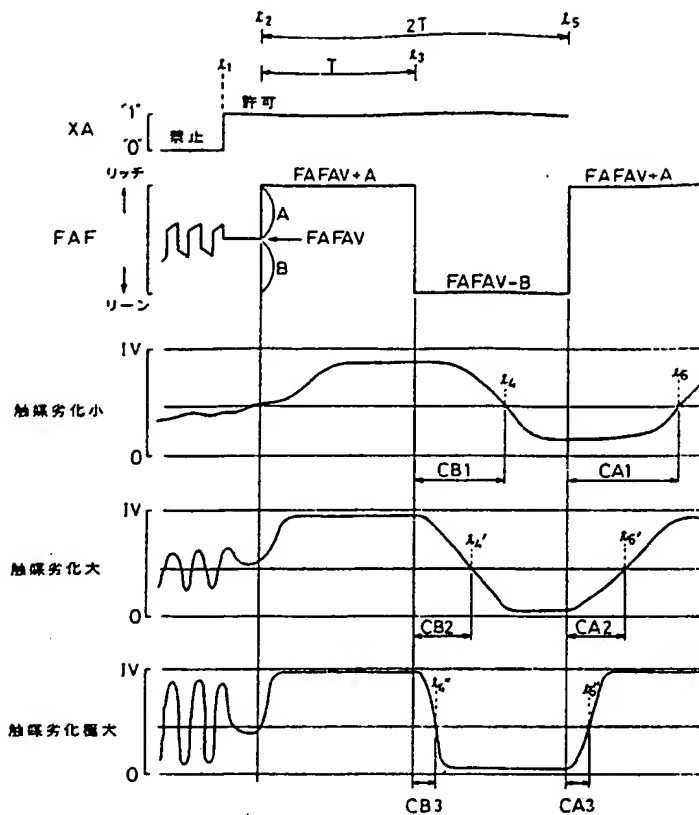 t₂ 2T t₅
t₁ T t₃
XA "1" 許可
"0" 禁止
リッチ FAFAV+A FAFAV+A
A
FAF FAFAV
B
リーン FAFAV-B
1V
触媒劣化小 t₄ t₆
0 CB1 CA1
1V
触媒劣化大 t₄' t₆'
0 CB2 CA2
1V
触媒劣化極大 t₄" t₆"
0
CB3 CA3